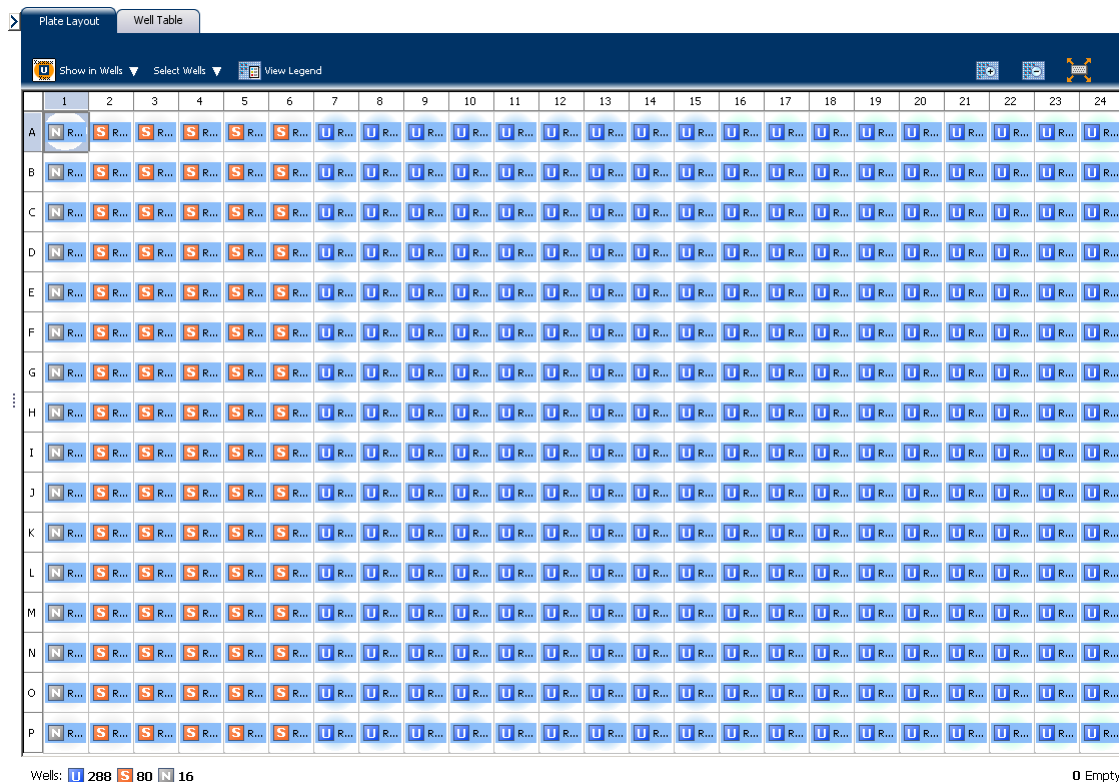 Plate Layout Well Table
U Show in Wells Select Wells View Legend
1 2 3 4 5 6 7 8 9 10 11 12 13 14 15 16 17 18 19 20 21 22 23 24
A N R... S R... S R... S R... S R... S R... U R... U R... U R... U R... U R... U R... U R... U R... U R... U R... U R... U R... U R... U R... U R... U R... U R... U R...
B N R... S R... S R... S R... S R... S R... U R... U R... U R... U R... U R... U R... U R... U R... U R... U R... U R... U R... U R... U R... U R... U R... U R... U R...
C N R... S R... S R... S R... S R... S R... U R... U R... U R... U R... U R... U R... U R... U R... U R... U R... U R... U R... U R... U R... U R... U R... U R... U R...
D N R... S R... S R... S R... S R... S R... U R... U R... U R... U R... U R... U R... U R... U R... U R... U R... U R... U R... U R... U R... U R... U R... U R... U R...
E N R... S R... S R... S R... S R... S R... U R... U R... U R... U R... U R... U R... U R... U R... U R... U R... U R... U R... U R... U R... U R... U R... U R... U R...
F N R... S R... S R... S R... S R... S R... U R... U R... U R... U R... U R... U R... U R... U R... U R... U R... U R... U R... U R... U R... U R... U R... U R... U R...
G N R... S R... S R... S R... S R... S R... U R... U R... U R... U R... U R... U R... U R... U R... U R... U R... U R... U R... U R... U R... U R... U R... U R... U R...
H N R... S R... S R... S R... S R... S R... U R... U R... U R... U R... U R... U R... U R... U R... U R... U R... U R... U R... U R... U R... U R... U R... U R... U R...
I N R... S R... S R... S R... S R... S R... U R... U R... U R... U R... U R... U R... U R... U R... U R... U R... U R... U R... U R... U R... U R... U R... U R... U R...
J N R... S R... S R... S R... S R... S R... U R... U R... U R... U R... U R... U R... U R... U R... U R... U R... U R... U R... U R... U R... U R... U R... U R... U R...
K N R... S R... S R... S R... S R... S R... U R... U R... U R... U R... U R... U R... U R... U R... U R... U R... U R... U R... U R... U R... U R... U R... U R... U R...
L N R... S R... S R... S R... S R... S R... U R... U R... U R... U R... U R... U R... U R... U R... U R... U R... U R... U R... U R... U R... U R... U R... U R... U R...
M N R... S R... S R... S R... S R... S R... U R... U R... U R... U R... U R... U R... U R... U R... U R... U R... U R... U R... U R... U R... U R... U R... U R... U R...
N N R... S R... S R... S R... S R... S R... U R... U R... U R... U R... U R... U R... U R... U R... U R... U R... U R... U R... U R... U R... U R... U R... U R... U R...
O N R... S R... S R... S R... S R... S R... U R... U R... U R... U R... U R... U R... U R... U R... U R... U R... U R... U R... U R... U R... U R... U R... U R... U R...
P N R... S R... S R... S R... S R... S R... U R... U R... U R... U R... U R... U R... U R... U R... U R... U R... U R... U R... U R... U R... U R... U R... U R... U R...
Wells: U 288 S 80 N 16 0 Empty